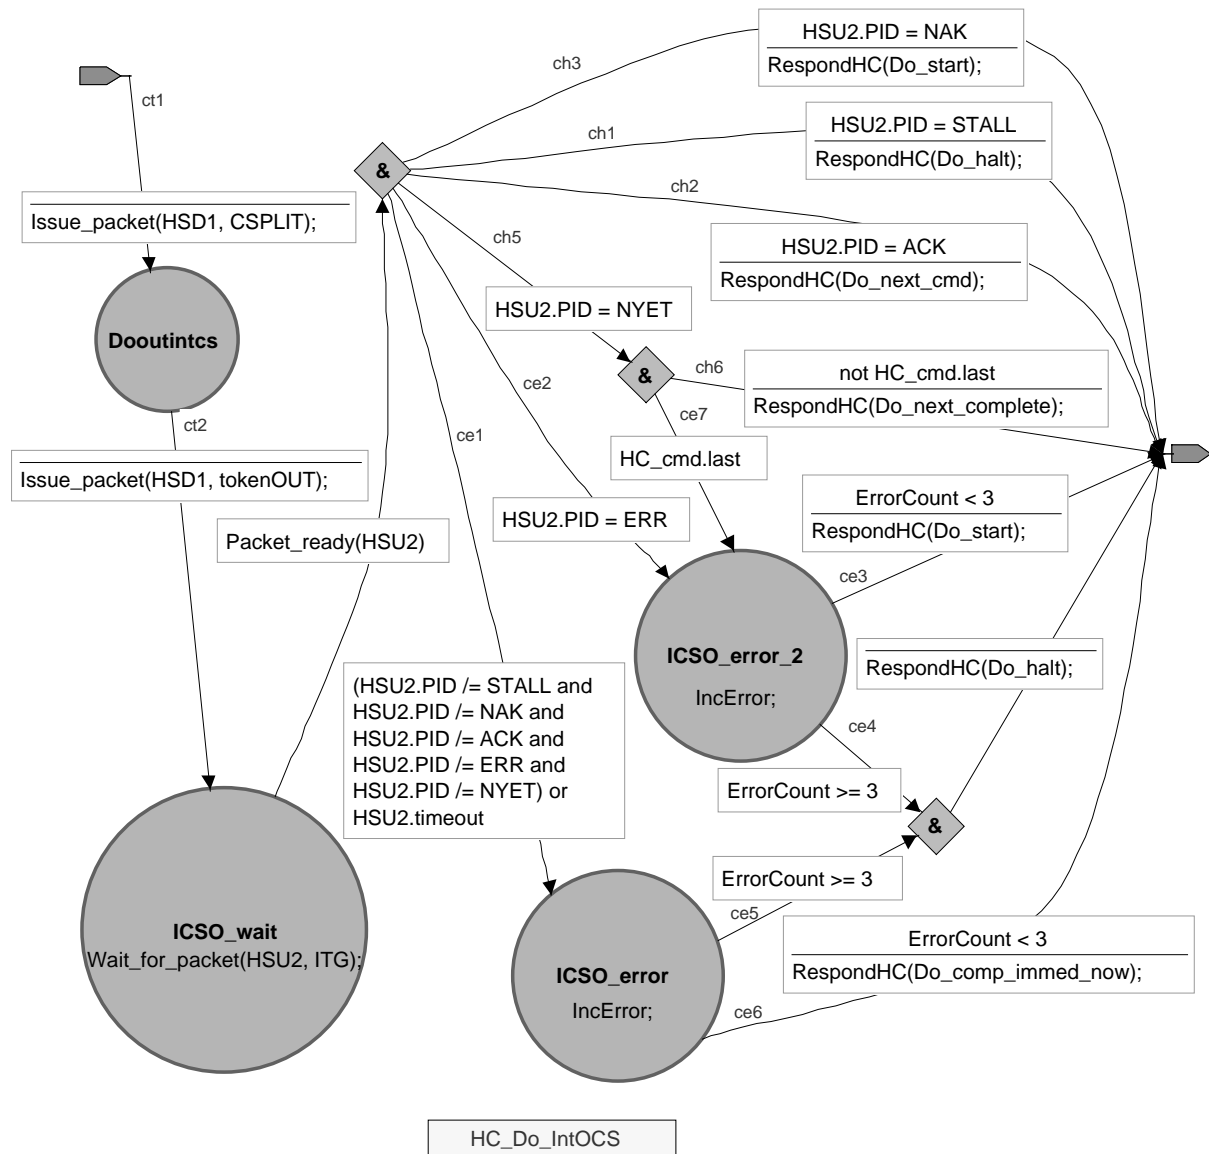 HSU2.PID = NAK
RespondHC(Do_start);
ch3
ct1
HSU2.PID = STALL
RespondHC(Do_halt);
ch1
&
ch2
Issue_packet(HSD1, CSPLIT);
ch5
HSU2.PID = ACK
RespondHC(Do_next_cmd);
HSU2.PID = NYET
Dooutintcs
&
ch6
not HC_cmd.last
RespondHC(Do_next_complete);
ce2
ce7
ct2
ce1
HC_cmd.last
Issue_packet(HSD1, tokenOUT);
ErrorCount < 3
RespondHC(Do_start);
HSU2.PID = ERR
Packet_ready(HSU2)
ce3
ICSO_error_2
IncError;
RespondHC(Do_halt);
(HSU2.PID /= STALL and
HSU2.PID /= NAK and
HSU2.PID /= ACK and
HSU2.PID /= ERR and
HSU2.PID /= NYET) or
HSU2.timeout
ce4
ErrorCount >= 3
&
ErrorCount >= 3
ce5
ICSO_wait
Wait_for_packet(HSU2, ITG);
ErrorCount < 3
RespondHC(Do_comp_immed_now);
ICSO_error
IncError;
ce6
HC_Do_IntOCS